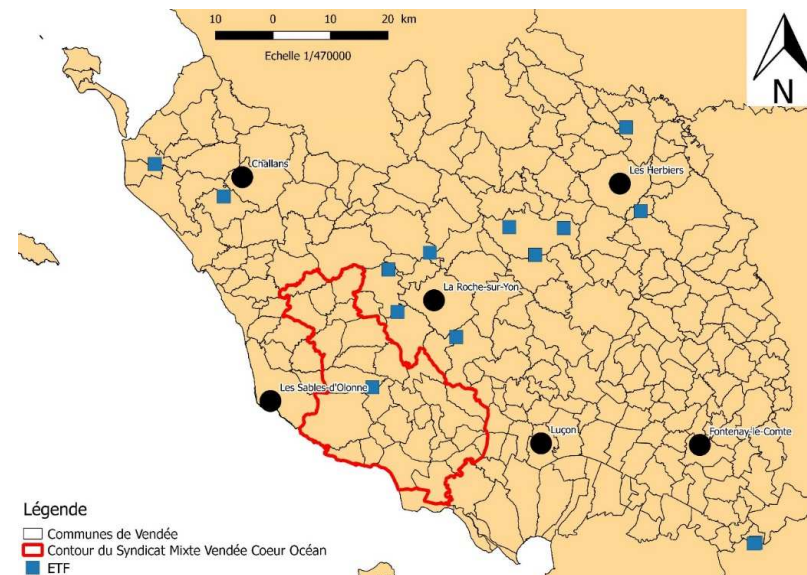 10 0 10 20 km
Echelle 1/470000
N
Challans
Les Herbiers
La Roche-sur-Yon
Les Sables-d'Olonne
Luçon
Fontenay-le-Comte
Légende
Communes de Vendée
Contour du Syndicat Mixte Vendée Coeur Océan
ETF